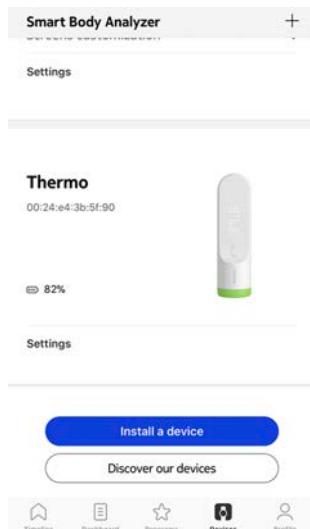 Smart Body Analyzer
+
Settings
Thermo
00:24:e4:3b:5f:90
82%
Settings
Install a device
Discover our devices
Devices